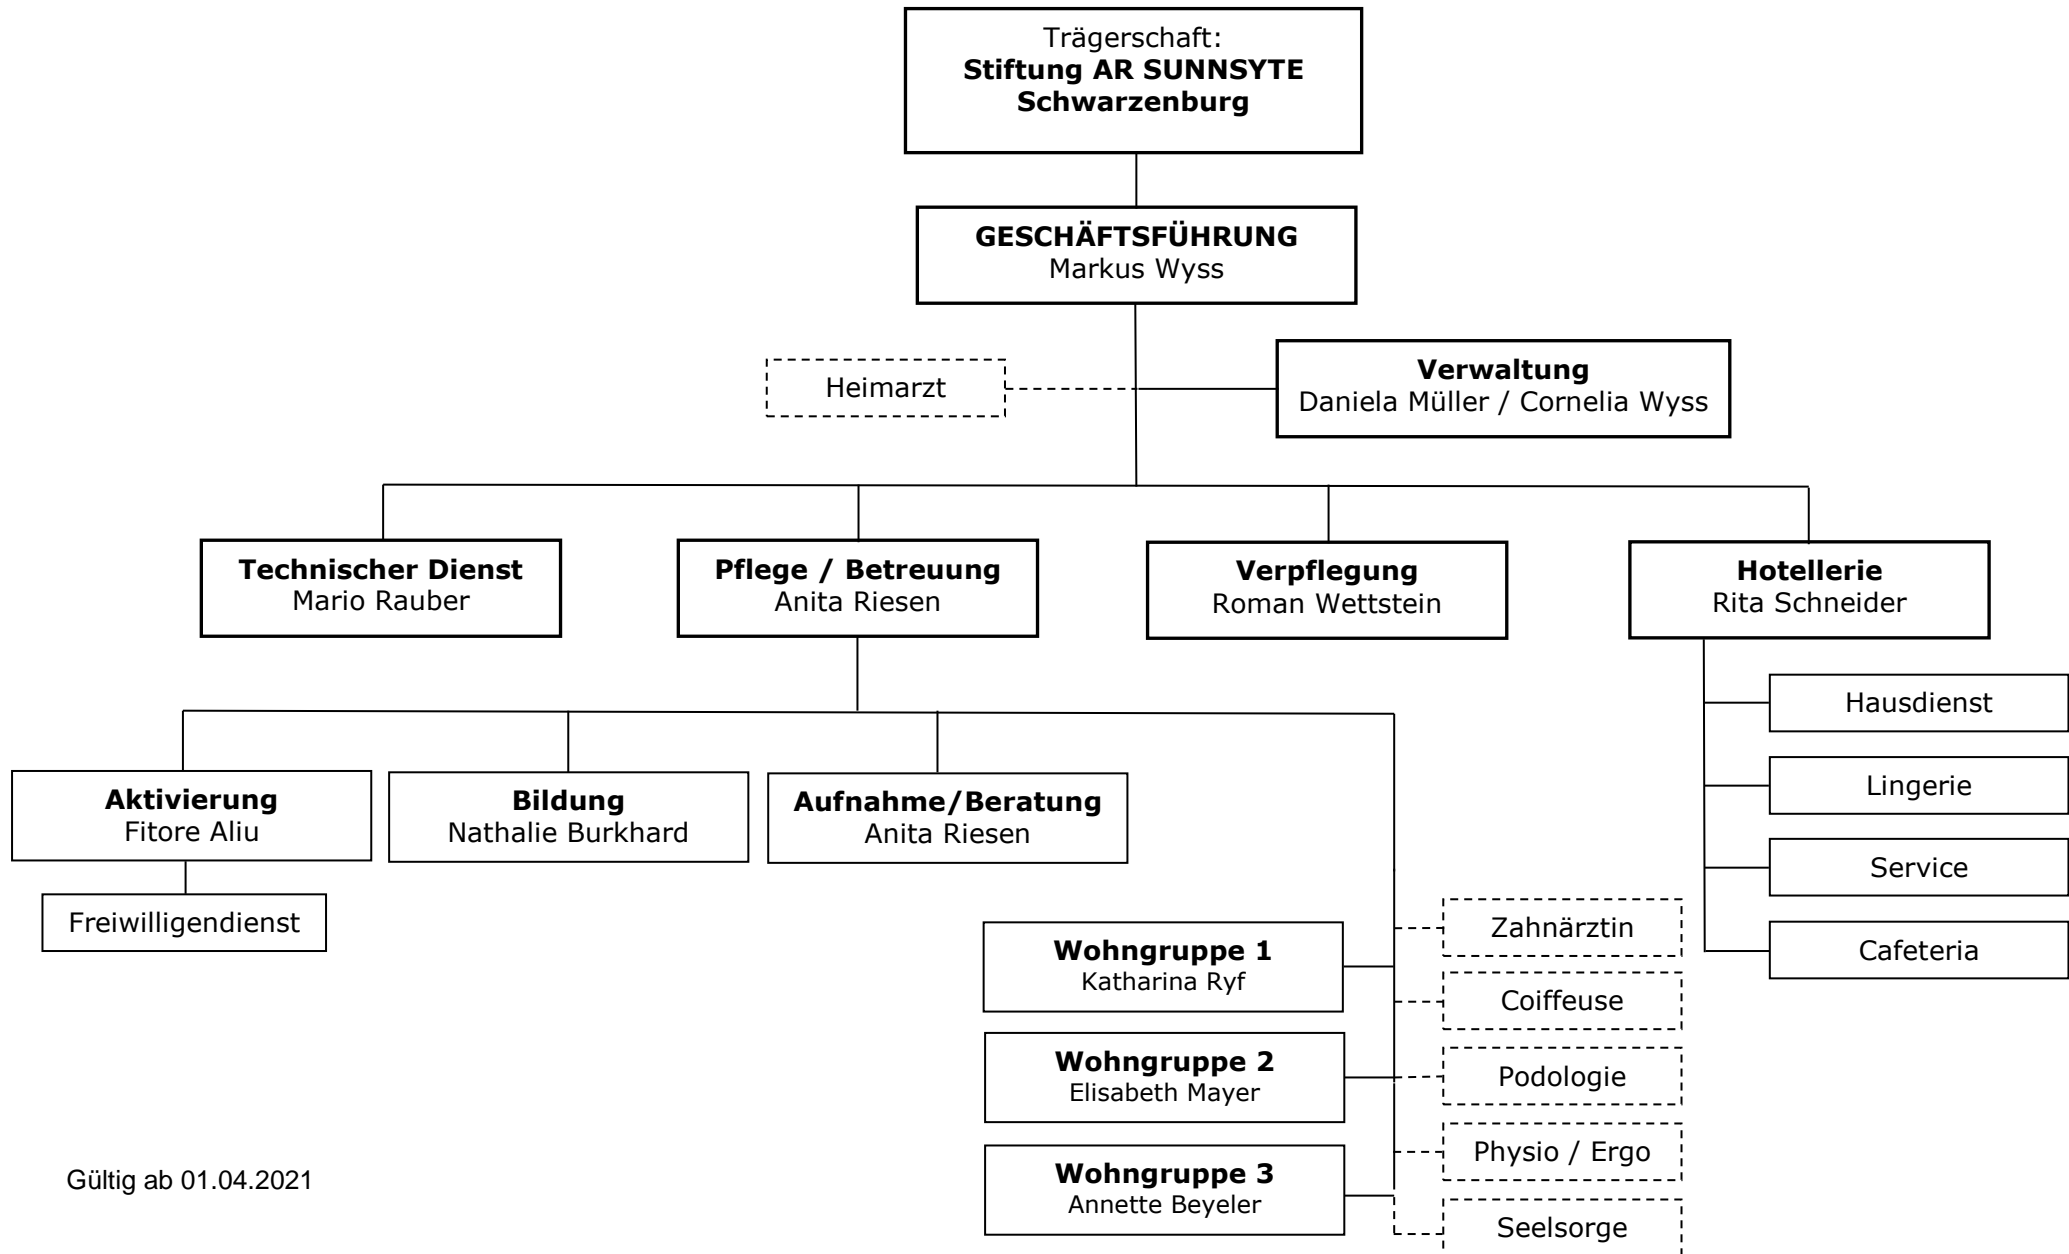 Trägerschaft:
Stiftung AR SUNNSYTE
Schwarzenburg
GESCHÄFTSFÜHRUNG
Markus Wyss
Heimarzt
Verwaltung
Daniela Müller / Cornelia Wyss
Technischer Dienst
Mario Rauber
Pflege / Betreuung
Anita Riesen
Verpflegung
Roman Wettstein
Hotellerie
Rita Schneider
Hausdienst
Lingerie
Service
Cafeteria
Aktivierung
Fitore Aliu
Freiwilligendienst
Bildung
Nathalie Burkhard
Aufnahme/Beratung
Anita Riesen
Wohngruppe 1
Katharina Ryf
Wohngruppe 2
Elisabeth Mayer
Wohngruppe 3
Annette Beyeler
Zahnärztin
Coiffeuse
Podologie
Physio / Ergo
Seelsorge
Gültig ab 01.04.2021